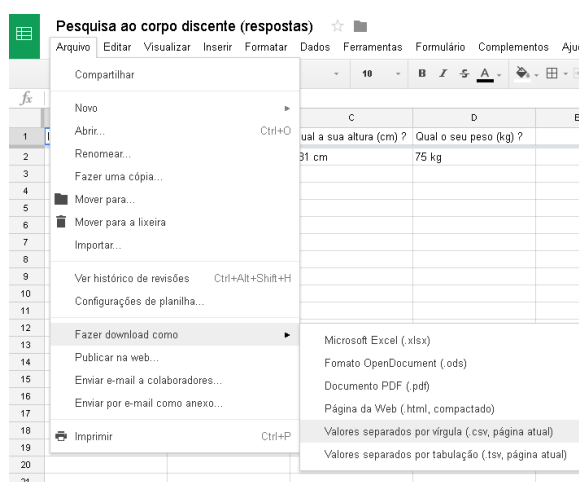 Pesquisa ao corpo discente (respostas)
Arquivo Editar Visualizar Inserir Formatar Dados Ferramentas Formulário Complementos Aju
Compartilhar
10 B I S A
fx
Novo
C D E
Abrir... Ctrl+O
1 ual a sua altura (cm) ? Qual o seu peso (kg) ?
Renomear...
2 31 cm 75 kg
3
Fazer uma cópia...
4
Mover para...
5
6
Mover para a lixeira
7
Importar...
8
9
Ver histórico de revisões Ctrl+Alt+Shift+H
10
Configurações de planilha...
11
12
Fazer download como
13
Microsoft Excel (.xlsx)
14
Publicar na web...
Fomato OpenDocument (.ods)
15
Enviar e-mail a colaboradores...
Documento PDF (.pdf)
16
Enviar por e-mail como anexo...
17
Página da Web (.html, compactado)
18
Imprimir Ctrl+P
Valores separados por vírgula (.csv, página atual)
19
Valores separados por tabulação (.tsv, página atual)
20
21